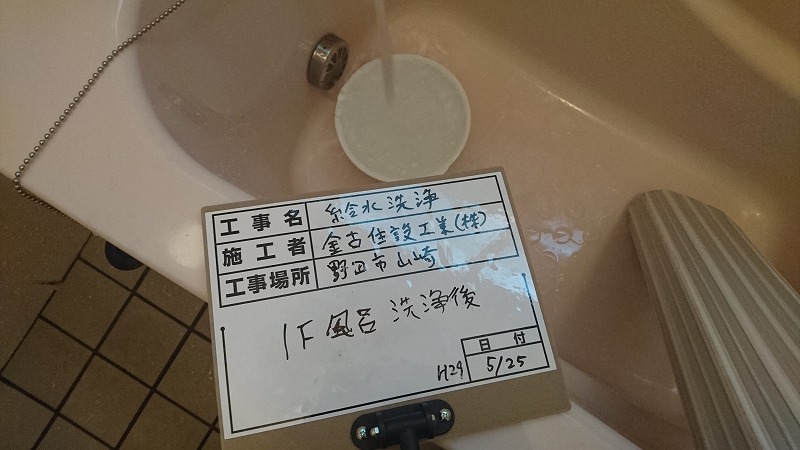 工事名 給水洗浄
施工者 金古住設工業(株)
工事場所 野田市山崎
1F風呂 洗浄後
日付
H29 5/25